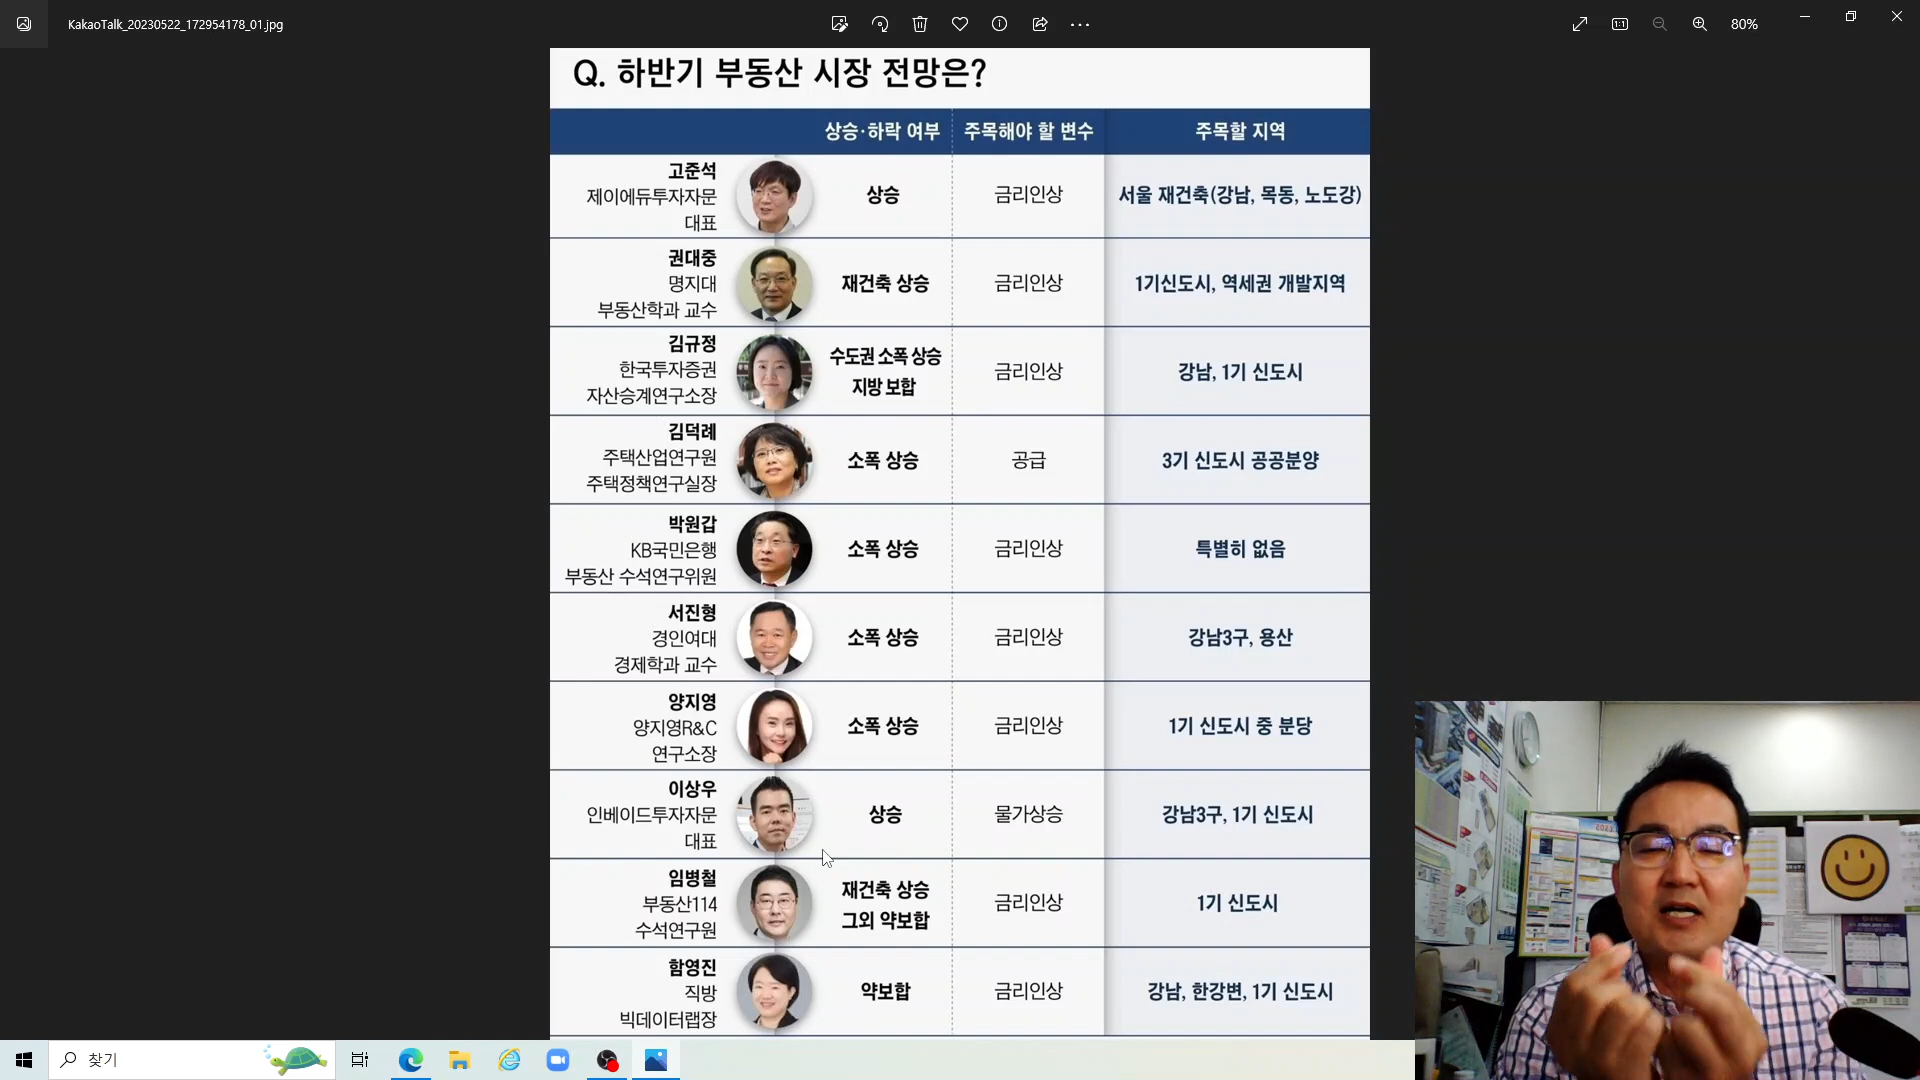 KakaoTalk_20230522_172954178_01.jpg
80%
Q. 하반기 부동산 시장 전망은?
상승·하락 여부 주목해야 할 변수 주목할 지역
고준석
제이에듀투자자문
대표
상승 금리인상 서울 재건축(강남, 목동, 노도강)
권대중
명지대
부동산학과 교수
재건축 상승 금리인상 1기신도시, 역세권 개발지역
김규정
한국투자증권
자산승계연구소장
수도권 소폭 상승
지방 보합
금리인상 강남, 1기 신도시
김덕례
주택산업연구원
주택정책연구실장
소폭 상승 공급 3기 신도시 공공분양
박원갑
KB국민은행
부동산 수석연구위원
소폭 상승 금리인상 특별히 없음
서진형
경인여대
경제학과 교수
소폭 상승 금리인상 강남3구, 용산
양지영
양지영R&C
연구소장
소폭 상승 금리인상 1기 신도시 중 분당
이상우
인베이드투자자문
대표
상승 물가상승 강남3구, 1기 신도시
임병철
부동산114
수석연구원
재건축 상승
그외 약보합
금리인상 1기 신도시
함영진
직방
빅데이터랩장
약보합 금리인상 강남, 한강변, 1기 신도시
찾기